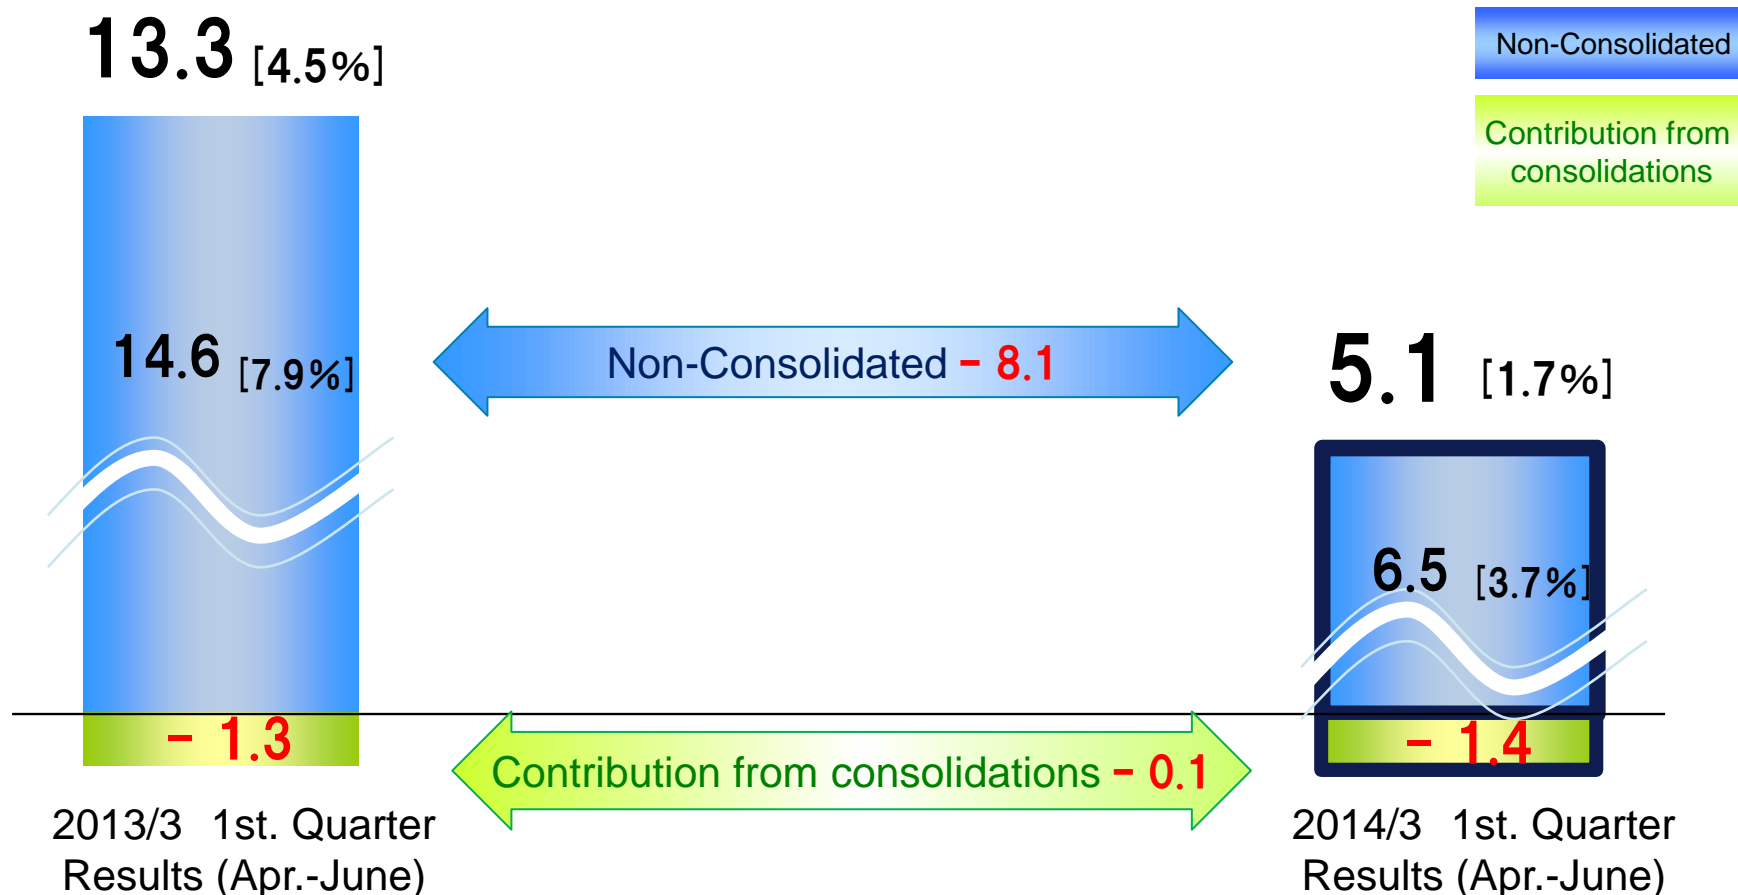 13.3 [4.5%]
Non-Consolidated
Contribution from
consolidations
14.6 [7.9%]
Non-Consolidated - 8.1
5.1 [1.7%]
6.5 [3.7%]
- 1.3
Contribution from consolidations - 0.1
- 1.4
2013/3 1st. Quarter
Results (Apr.-June)
2014/3 1st. Quarter
Results (Apr.-June)